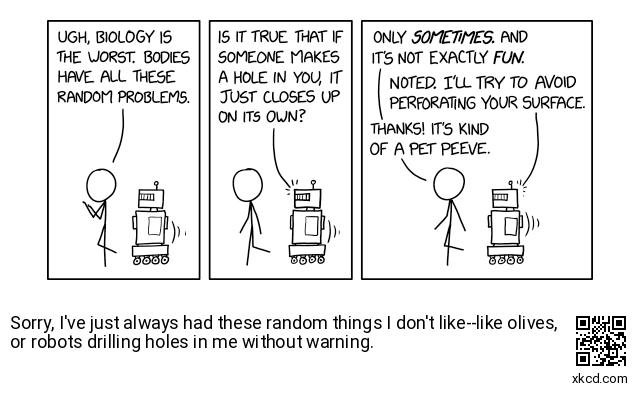 UGH, BIOLOGY IS
THE WORST. BODIES
HAVE ALL THESE
RANDOM PROBLEMS.
IS IT TRUE THAT IF
SOMEONE MAKES
A HOLE IN YOU, IT
JUST CLOSES UP
ON ITS OWN?
ONLY SOMETIMES. AND
IT'S NOT EXACTLY FUN.
NOTED. I'LL TRY TO AVOID
PERFORATING YOUR SURFACE.
THANKS! IT'S KIND
OF A PET PEEVE.
Sorry, I've just always had these random things I don't like--like olives,
or robots drilling holes in me without warning.
xkcd.com